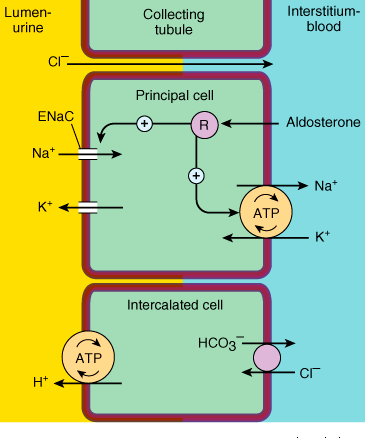 Lumen-
urine
Collecting
tubule
Interstitium-
blood
Cl⁻
Principal cell
ENaC
+
R
Aldosterone
Na⁺
+
Na⁺
K⁺
ATP
K⁺
Intercalated cell
HCO₃⁻
ATP
Cl⁻
H⁺